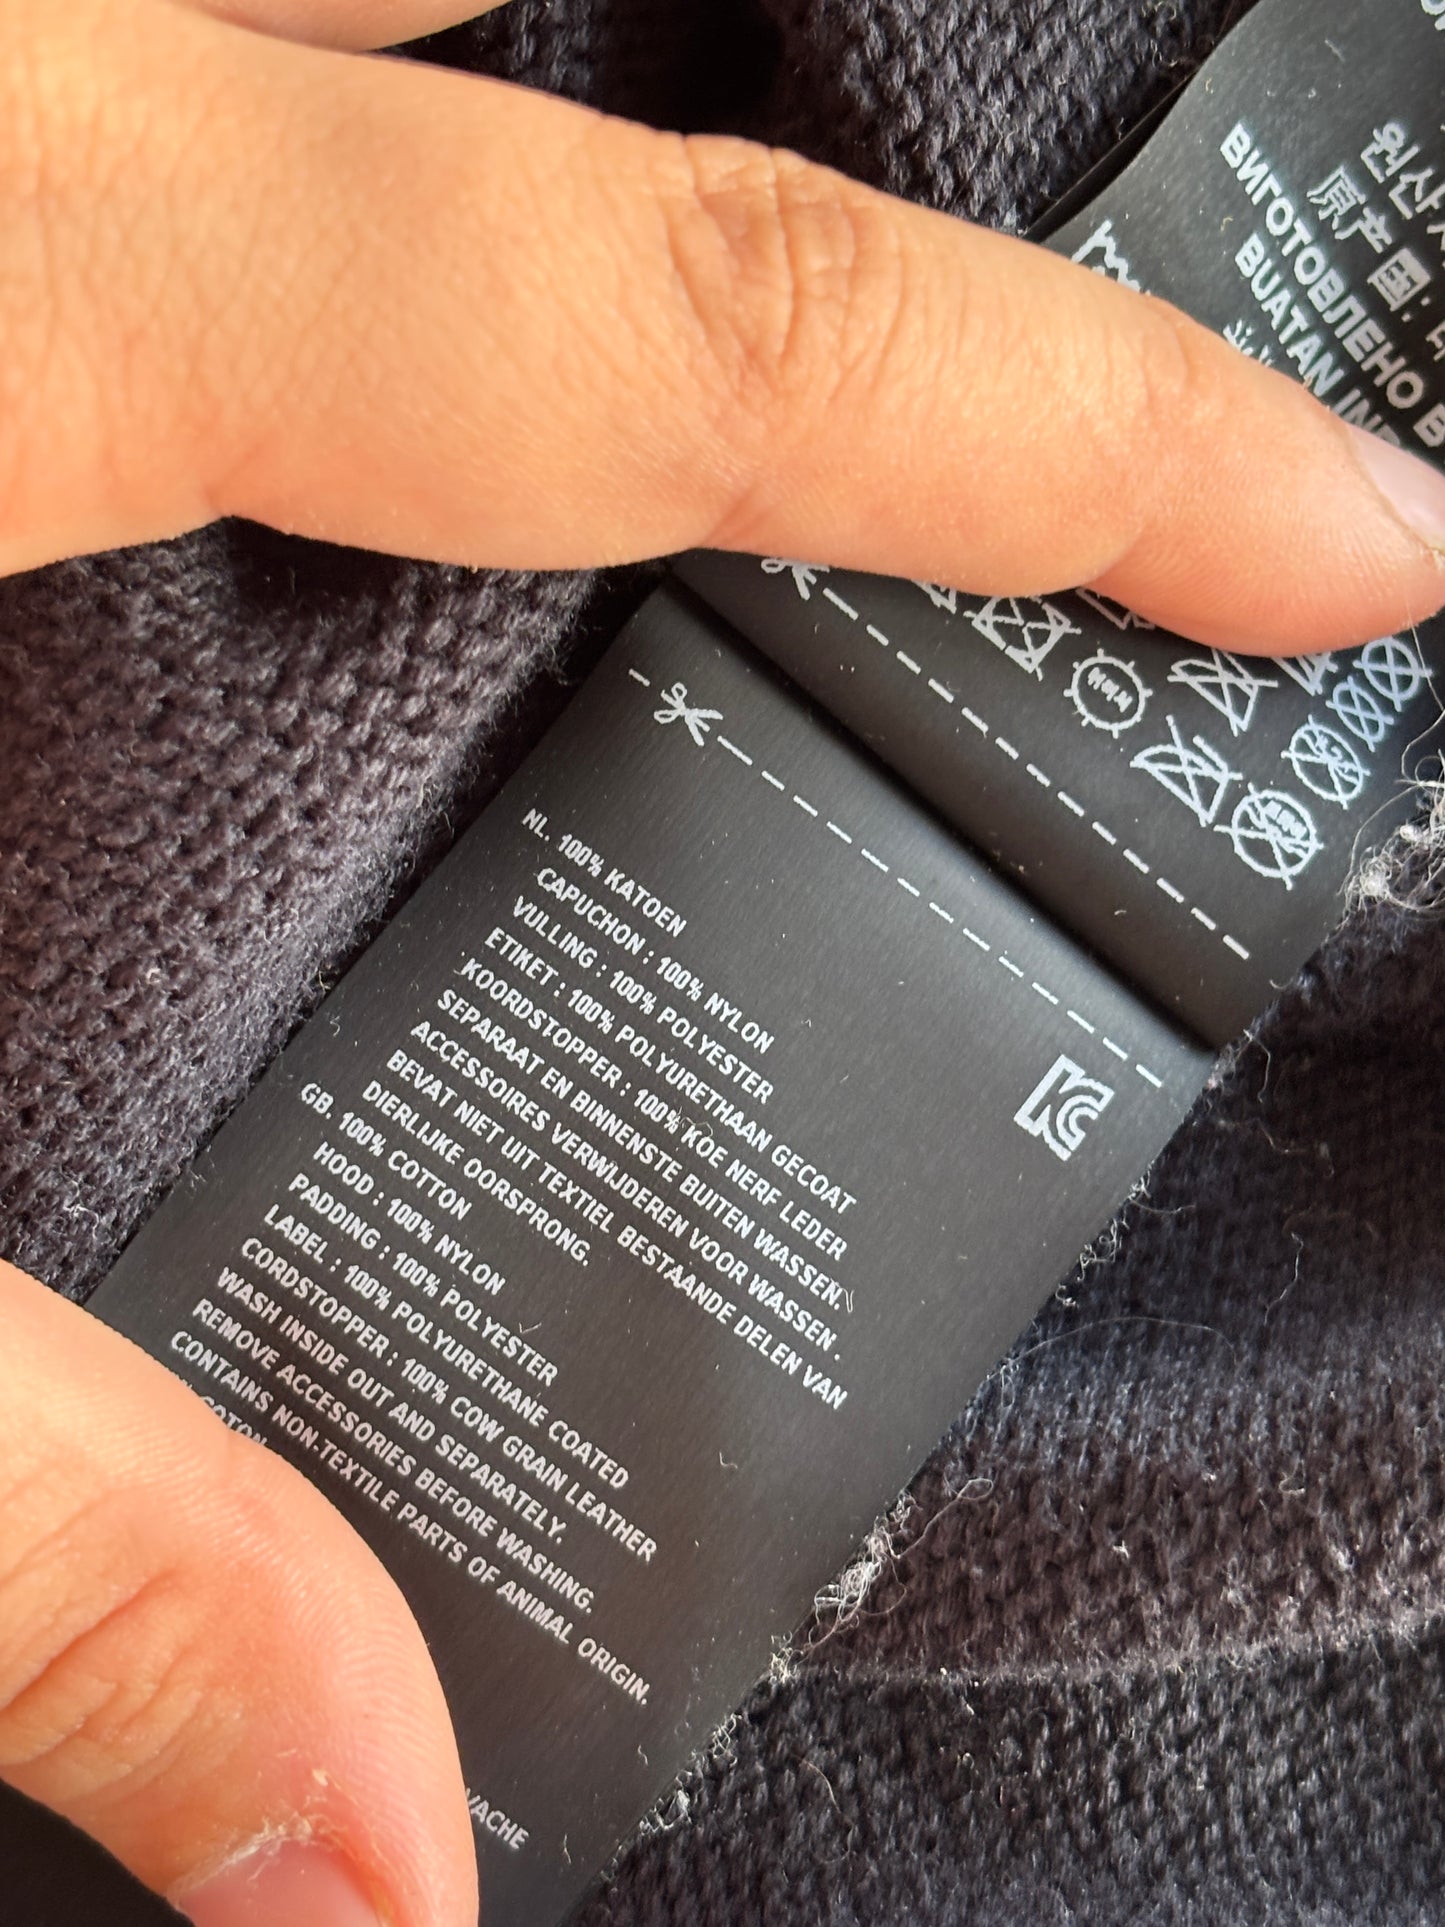 원산
原产国:
ВИГОТОВЛЕНО В
BUATAN IN
NL. 100% KATOEN
CAPUCHON : 100% NYLON
VULLING : 100% POLYESTER
ETIKET : 100% POLYURETHAAN GECOAT
KOORDSTOPPER : 100% KOE NERF LEDER
SEPARAAT EN BINNENSTE BUITEN WASSEN.
ACCESSOIRES VERWIJDEREN VOOR WASSEN .
BEVAT NIET UIT TEXTIEL BESTAANDE DELEN VAN
DIERLIJKE OORSPRONG.
GB. 100% COTTON
HOOD : 100% NYLON
PADDING : 100% POLYESTER
LABEL : 100% POLYURETHANE COATED
CORDSTOPPER : 100% COW GRAIN LEATHER
WASH INSIDE OUT AND SEPARATELY.
REMOVE ACCESSORIES BEFORE WASHING.
CONTAINS NON-TEXTILE PARTS OF ANIMAL ORIGIN.
COTON
VACHE